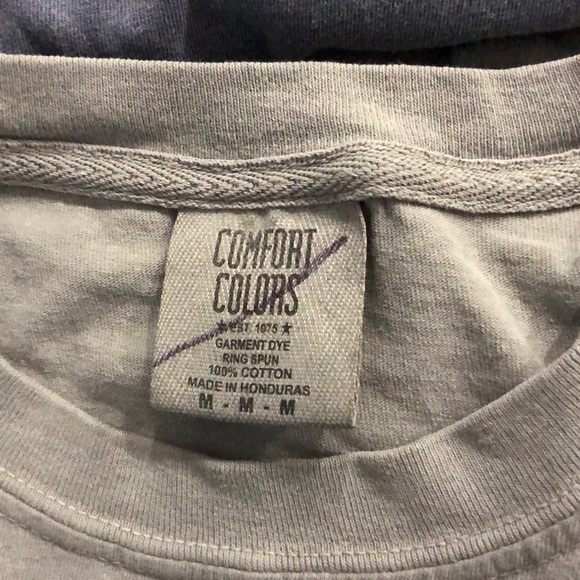 COMFORT
COLORS
★ EST. 1975 ★
GARMENT DYE
RING SPUN
100% COTTON
MADE IN HONDURAS
M - M - M